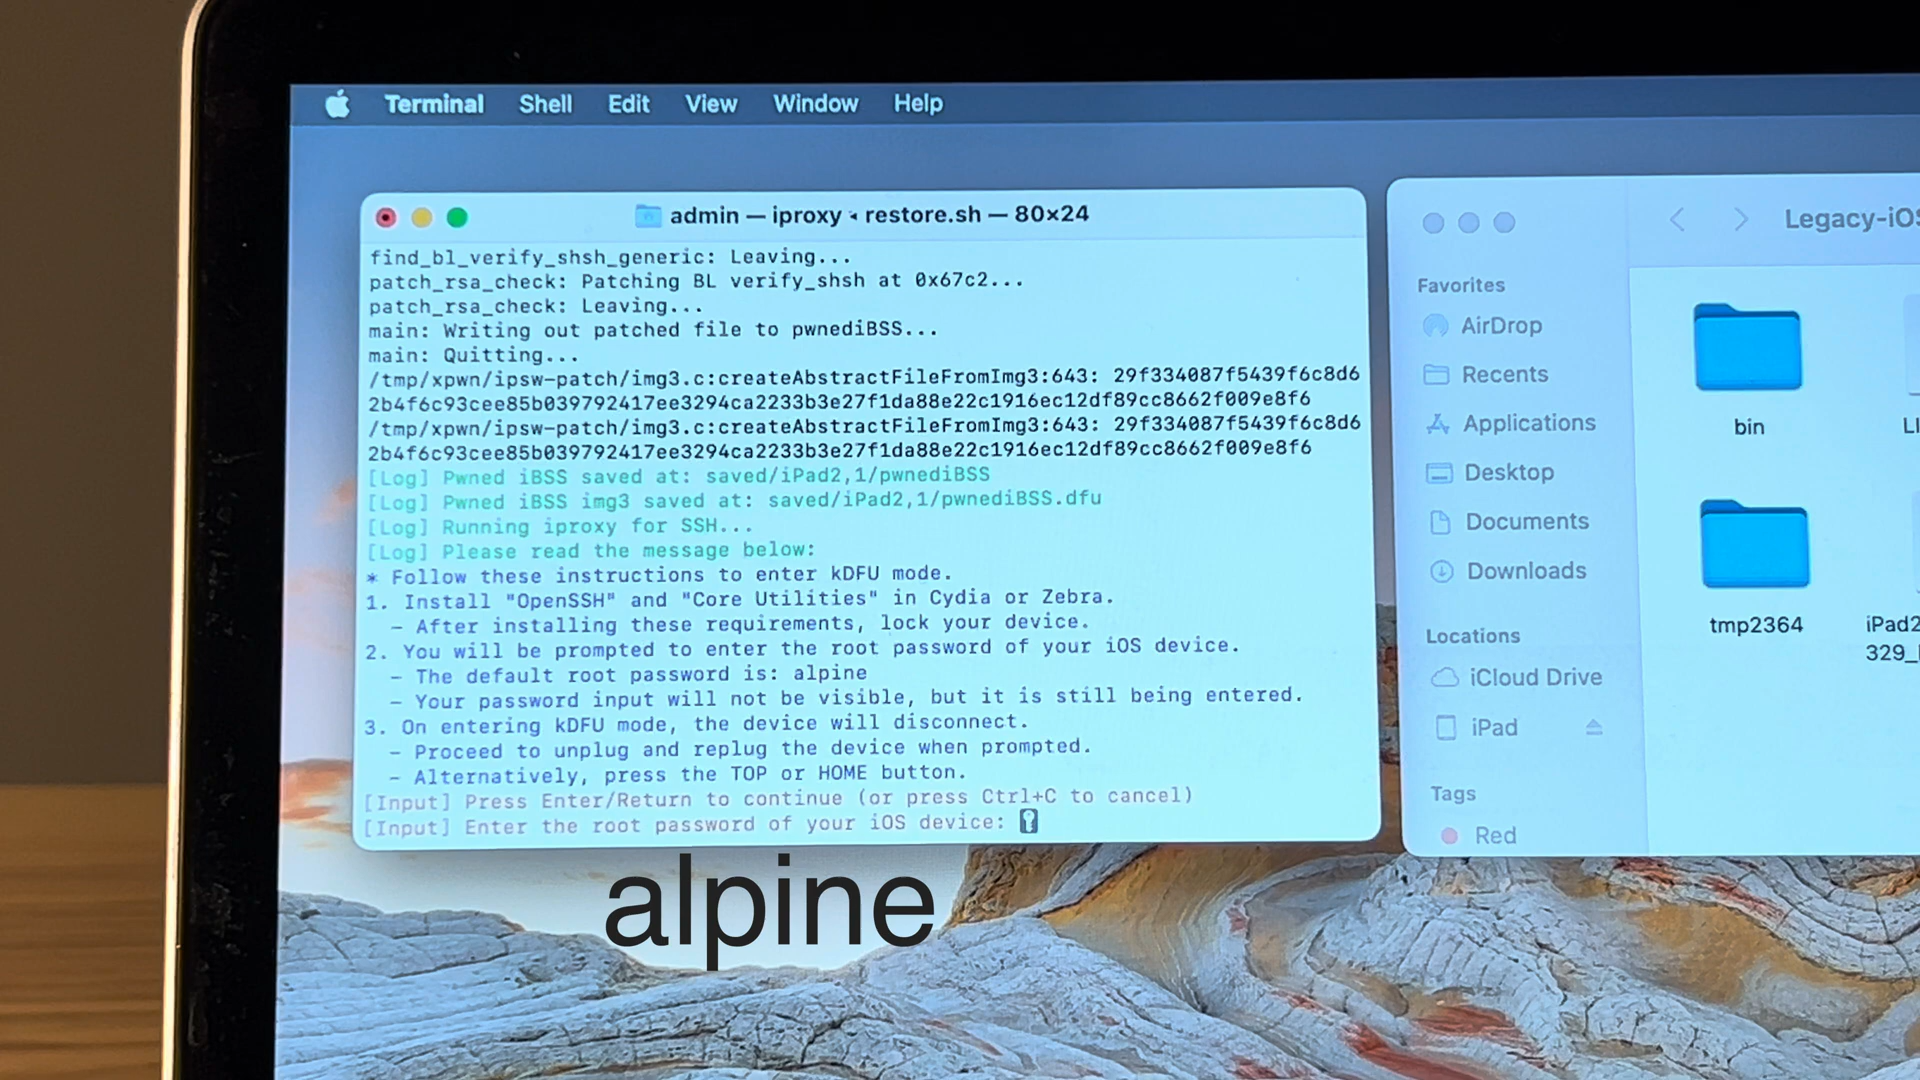 Terminal Shell Edit View Window Help
admin — iproxy ◂ restore.sh — 80×24
find_bl_verify_shsh_generic: Leaving...
patch_rsa_check: Patching BL verify_shsh at 0x67c2...
patch_rsa_check: Leaving...
main: Writing out patched file to pwnediBSS...
main: Quitting...
/tmp/xpwn/ipsw-patch/img3.c:createAbstractFileFromImg3:643: 29f334087f5439f6c8d6
2b4f6c93cee85b039792417ee3294ca2233b3e27f1da88e22c1916ec12df89cc8662f009e8f6
/tmp/xpwn/ipsw-patch/img3.c:createAbstractFileFromImg3:643: 29f334087f5439f6c8d6
2b4f6c93cee85b039792417ee3294ca2233b3e27f1da88e22c1916ec12df89cc8662f009e8f6
[Log] Pwned iBSS saved at: saved/iPad2,1/pwnediBSS
[Log] Pwned iBSS img3 saved at: saved/iPad2,1/pwnediBSS.dfu
[Log] Running iproxy for SSH...
[Log] Please read the message below:
* Follow these instructions to enter kDFU mode.
1. Install "OpenSSH" and "Core Utilities" in Cydia or Zebra.
- After installing these requirements, lock your device.
2. You will be prompted to enter the root password of your iOS device.
- The default root password is: alpine
- Your password input will not be visible, but it is still being entered.
3. On entering kDFU mode, the device will disconnect.
- Proceed to unplug and replug the device when prompted.
- Alternatively, press the TOP or HOME button.
[Input] Press Enter/Return to continue (or press Ctrl+C to cancel)
[Input] Enter the root password of your iOS device:
alpine
Legacy-iOS
Favorites
AirDrop
Recents
Applications
Desktop
Documents
Downloads
Locations
iCloud Drive
iPad
Tags
Red
bin
LI
tmp2364
iPad2
329_